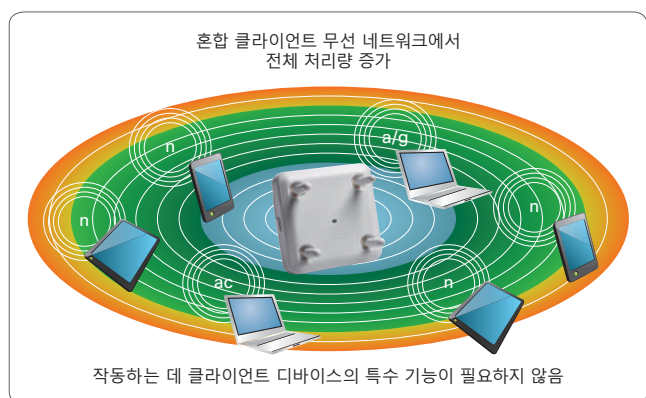 혼합 클라이언트 무선 네트워크에서
전체 처리량 증가
n
a/g
n
n
ac
n
작동하는 데 클라이언트 디바이스의 특수 기능이 필요하지 않음